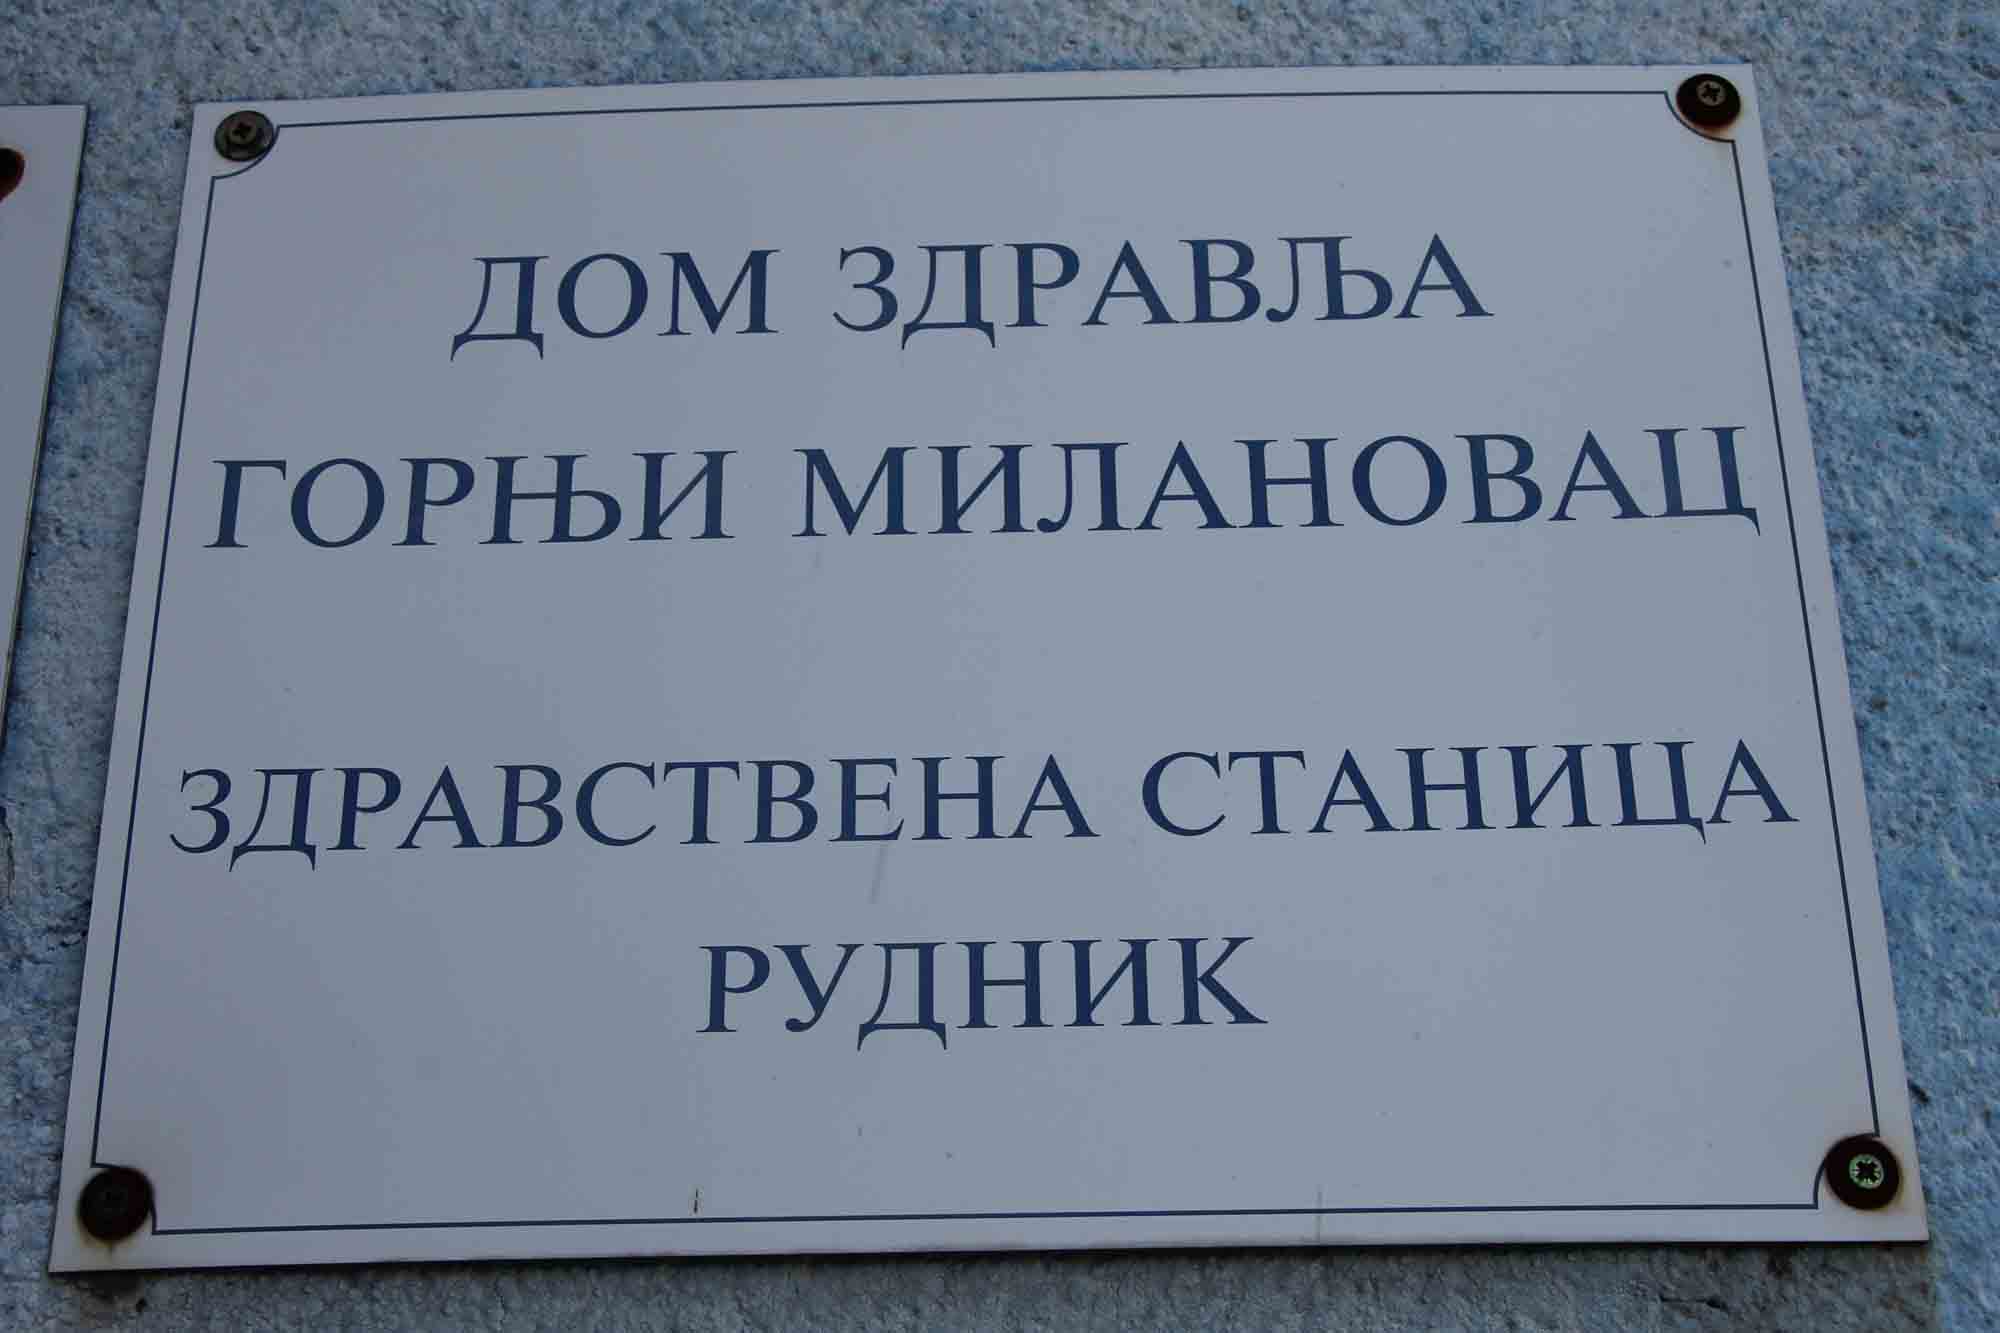 ДОМ ЗДРАВЉА
ГОРЊИ МИЛАНОВАЦ
ЗДРАВСТВЕНА СТАНИЦА
РУДНИК